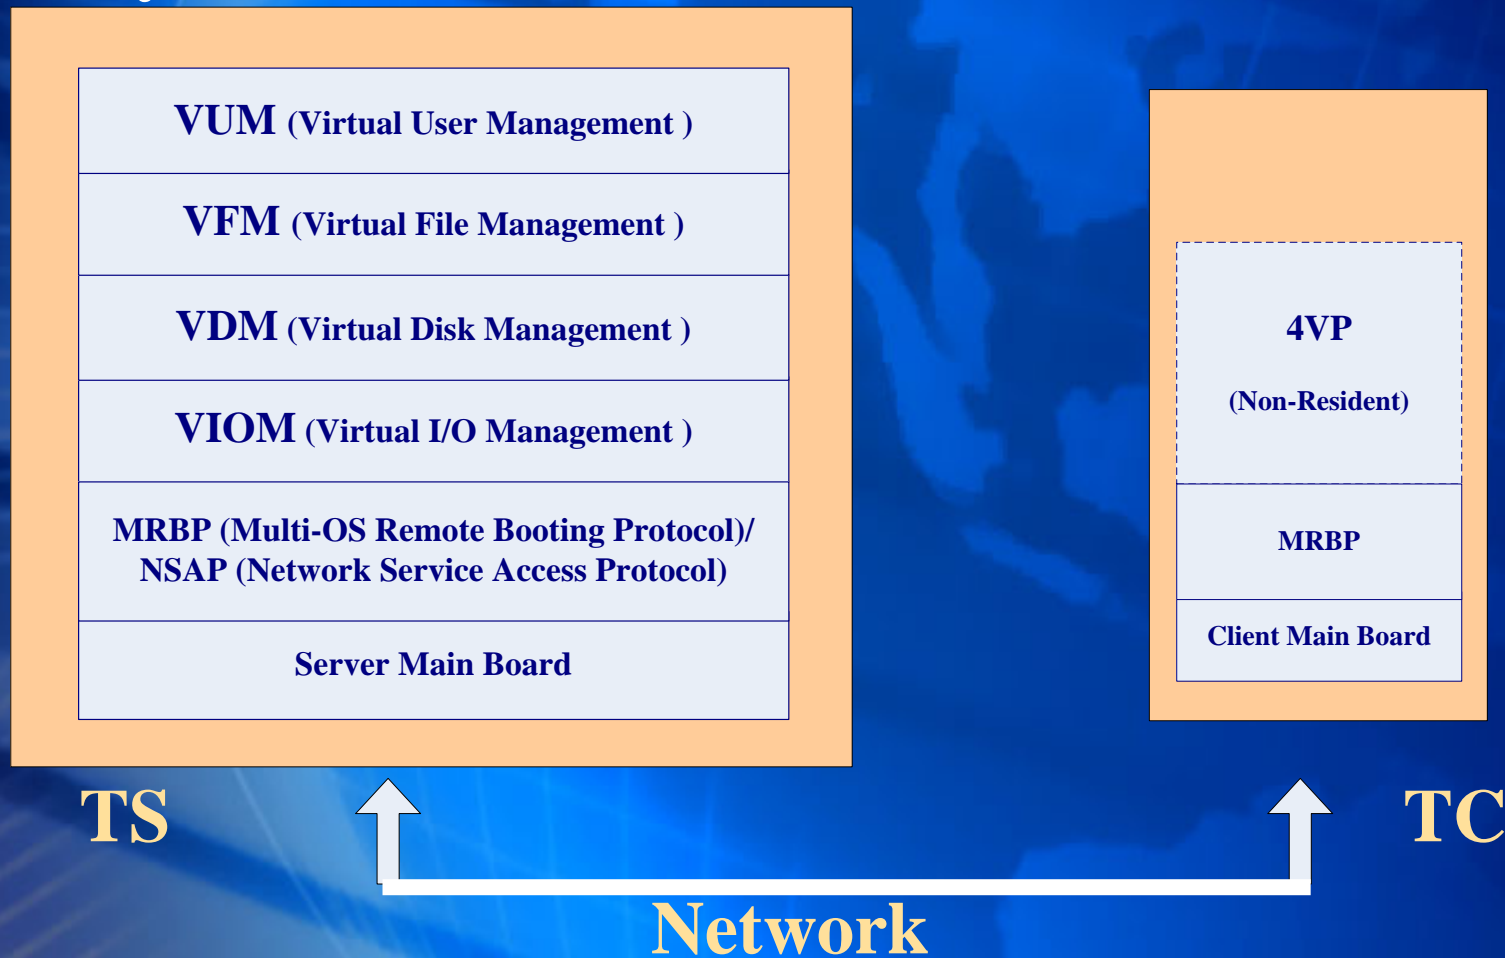 VUM (Virtual User Management )
VFM (Virtual File Management )
VDM (Virtual Disk Management )
VIOM (Virtual I/O Management )
MRBP (Multi-OS Remote Booting Protocol)/
NSAP (Network Service Access Protocol)
Server Main Board
4VP
(Non-Resident)
MRBP
Client Main Board
TS
TC
Network